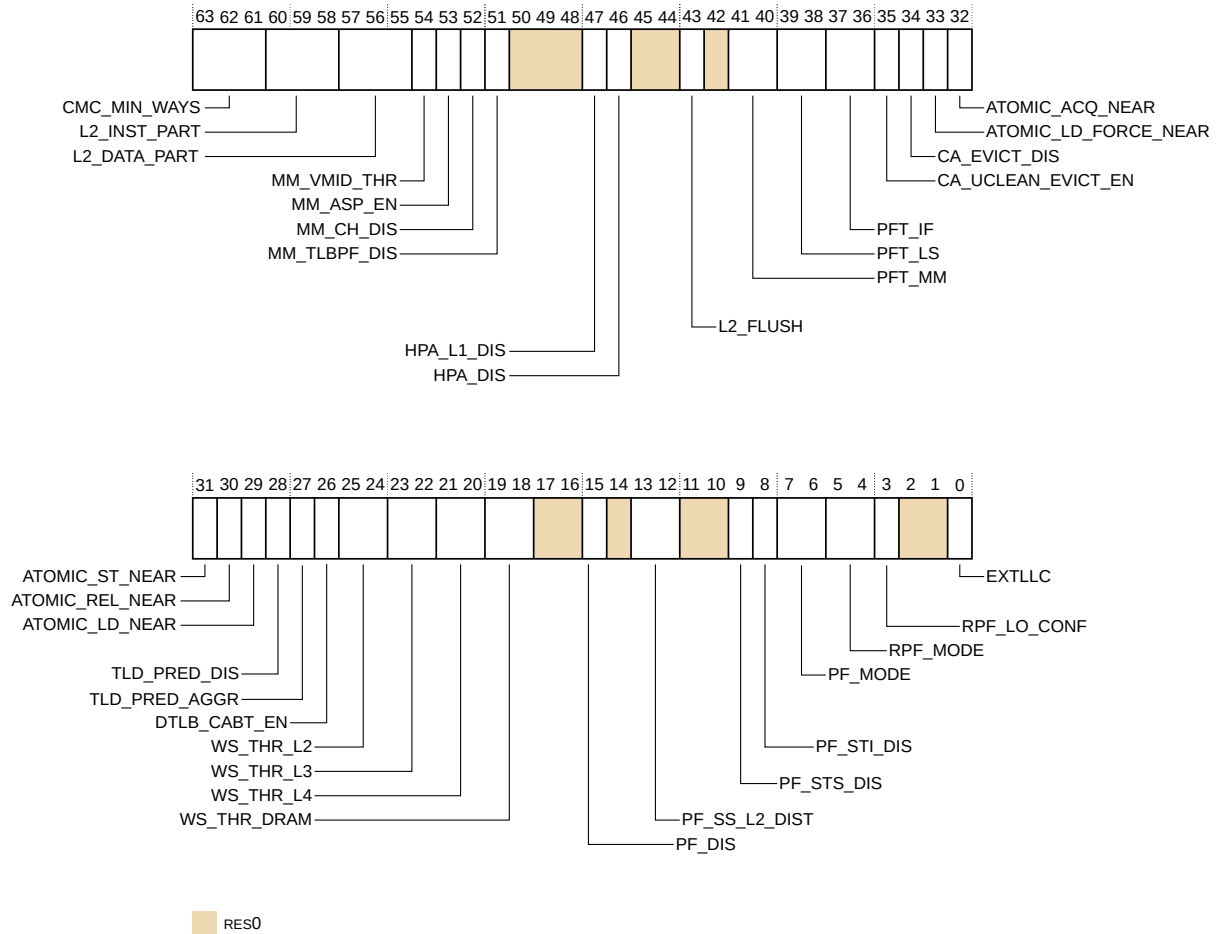 63 62 61 60 59 58 57 56 55 54 53 52 51 50 49 48 47 46 45 44 43 42 41 40 39 38 37 36 35 34 33 32
CMC_MIN_WAYS ATOMIC_ACQ_NEAR
L2_INST_PART ATOMIC_LD_FORCE_NEAR
L2_DATA_PART CA_EVICT_DIS
MM_VMID_THR CA_UCLEAN_EVICT_EN
MM_ASP_EN
MM_CH_DIS PFT_IF
MM_TLBPF_DIS PFT_LS
PFT_MM
L2_FLUSH
HPA_L1_DIS
HPA_DIS
31 30 29 28 27 26 25 24 23 22 21 20 19 18 17 16 15 14 13 12 11 10 9 8 7 6 5 4 3 2 1 0
ATOMIC_ST_NEAR EXTLLC
ATOMIC_REL_NEAR
ATOMIC_LD_NEAR RPF_LO_CONF
RPF_MODE
TLD_PRED_DIS PF_MODE
TLD_PRED_AGGR
DTLB_CABT_EN
WS_THR_L2 PF_STI_DIS
WS_THR_L3
PF_STS_DIS
WS_THR_L4
WS_THR_DRAM PF_SS_L2_DIST
PF_DIS
RES0